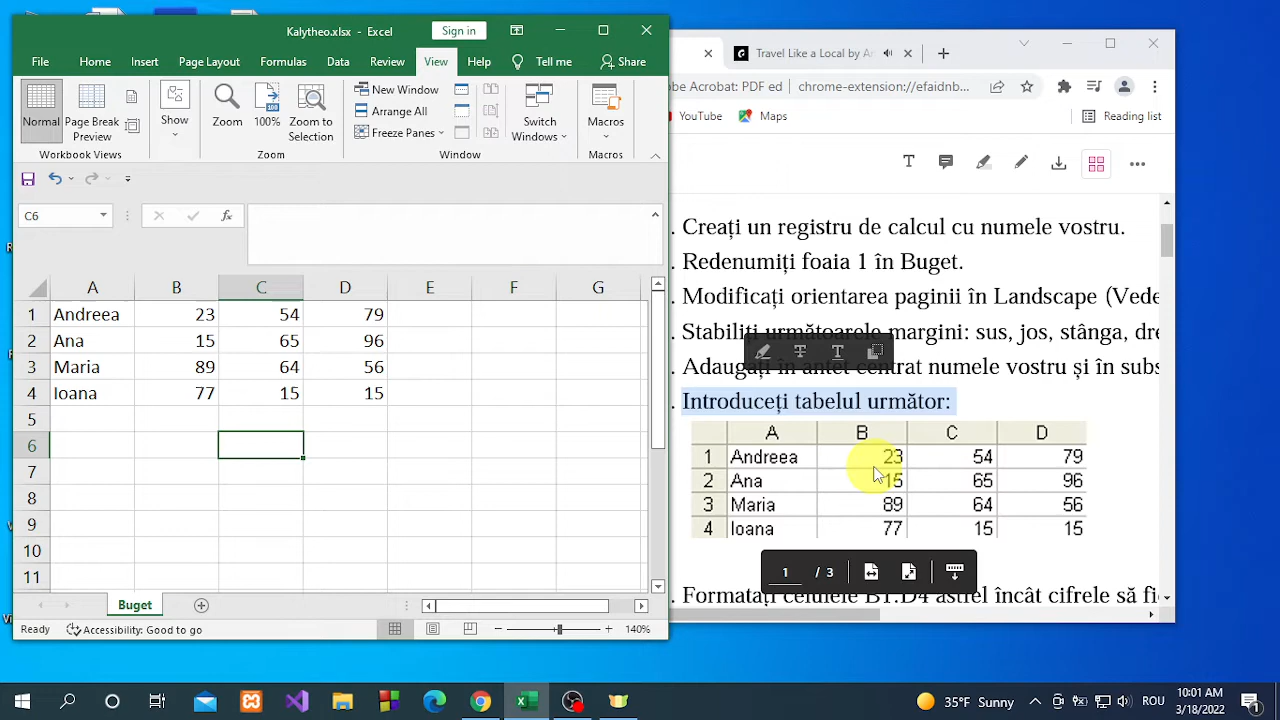 Kalytheo.xlsx - Excel
Sign in
File Home Insert Page Layout Formulas Data Review View Help Tell me Share
Normal
Page Break Preview
Workbook Views
Show
Zoom
100%
Zoom to Selection
Zoom
New Window
Arrange All
Freeze Panes
Switch Windows
Window
Macros
Macros
C6
fx
A B C D E F G
1 Andreea 23 54 79
2 Ana 15 65 96
3 Maria 89 64 56
4 Ioana 77 15 15
5
6
7
8
9
10
11
Buget
Ready Accessibility: Good to go 140%
Travel Like a Local by
Adobe Acrobat: PDF ed chrome-extension://efaidnb...
YouTube Maps Reading list
. Creați un registru de calcul cu numele vostru.
. Redenumiți foaia 1 în Buget.
. Modificați orientarea paginii în Landscape (Vede
. Stabiliți următoarele margini: sus, jos, stânga, dre
. Adaugați în antet centrat numele vostru și în subs
. Introduceți tabelul următor:
A B C D
1 Andreea 23 54 79
2 Ana 15 65 96
3 Maria 89 64 56
4 Ioana 77 15 15
1 / 3
. Formatați celulele B1:D4 astfel încât cifrele să fie
35°F Sunny ROU 10:01 AM
3/18/2022
1